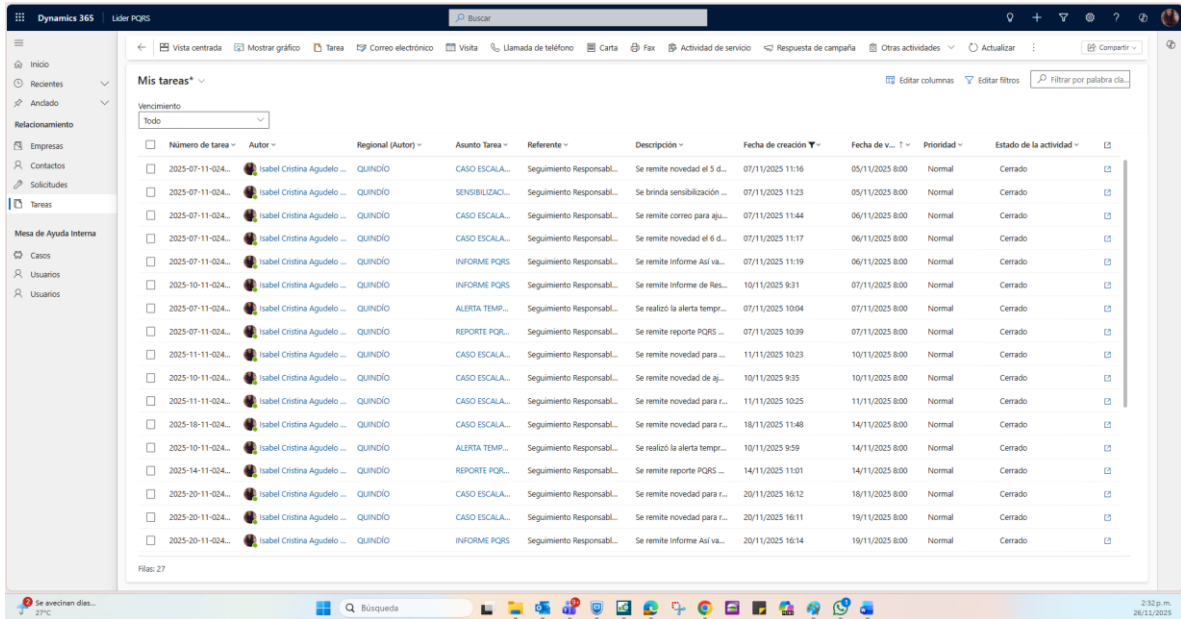 Dynamics 365 Lider PQRS Buscar
Vista centrada Mostrar gráfico Tarea Correo electrónico Visita Llamada de teléfono Carta Fax Actividad de servicio Respuesta de campaña Otras actividades Actualizar Compartir
Inicio
Recientes
Anclado
Relacionamiento
Empresas
Contactos
Solicitudes
Tareas
Mesa de Ayuda Interna
Casos
Usuarios
Usuarios
Mis tareas* Editar columnas Editar filtros Filtrar por palabra cla...
Vencimiento
Todo
Número de tarea Autor Regional (Autor) Asunto Tarea Referente Descripción Fecha de creación Fecha de v... Prioridad Estado de la actividad
2025-07-11-024... Isabel Cristina Agudelo ... QUINDÍO CASO ESCALA... Seguimiento Responsabl... Se remite novedad el 5 d... 07/11/2025 11:16 05/11/2025 8:00 Normal Cerrado
2025-07-11-024... Isabel Cristina Agudelo ... QUINDÍO SENSIBILIZACI... Seguimiento Responsabl... Se brinda sensibilización ... 07/11/2025 11:23 05/11/2025 8:00 Normal Cerrado
2025-07-11-024... Isabel Cristina Agudelo ... QUINDÍO CASO ESCALA... Seguimiento Responsabl... Se remite correo para aju... 07/11/2025 11:44 06/11/2025 8:00 Normal Cerrado
2025-07-11-024... Isabel Cristina Agudelo ... QUINDÍO CASO ESCALA... Seguimiento Responsabl... Se remite novedad el 6 d... 07/11/2025 11:17 06/11/2025 8:00 Normal Cerrado
2025-07-11-024... Isabel Cristina Agudelo ... QUINDÍO INFORME PQRS Seguimiento Responsabl... Se remite Informe Así va... 07/11/2025 11:19 06/11/2025 8:00 Normal Cerrado
2025-10-11-024... Isabel Cristina Agudelo ... QUINDÍO INFORME PQRS Seguimiento Responsabl... Se remite Informe de Res... 10/11/2025 9:31 07/11/2025 8:00 Normal Cerrado
2025-07-11-024... Isabel Cristina Agudelo ... QUINDÍO ALERTA TEMP... Seguimiento Responsabl... Se realizó la alerta tempr... 07/11/2025 10:04 07/11/2025 8:00 Normal Cerrado
2025-07-11-024... Isabel Cristina Agudelo ... QUINDÍO REPORTE PQR... Seguimiento Responsabl... Se remite reporte PQRS ... 07/11/2025 10:39 07/11/2025 8:00 Normal Cerrado
2025-11-11-024... Isabel Cristina Agudelo ... QUINDÍO CASO ESCALA... Seguimiento Responsabl... Se remite novedad para ... 11/11/2025 10:23 10/11/2025 8:00 Normal Cerrado
2025-10-11-024... Isabel Cristina Agudelo ... QUINDÍO CASO ESCALA... Seguimiento Responsabl... Se remite novedad de aj... 10/11/2025 9:35 10/11/2025 8:00 Normal Cerrado
2025-11-11-024... Isabel Cristina Agudelo ... QUINDÍO CASO ESCALA... Seguimiento Responsabl... Se remite novedad para r... 11/11/2025 10:25 11/11/2025 8:00 Normal Cerrado
2025-18-11-024... Isabel Cristina Agudelo ... QUINDÍO CASO ESCALA... Seguimiento Responsabl... Se remite novedad para r... 18/11/2025 11:48 14/11/2025 8:00 Normal Cerrado
2025-10-11-024... Isabel Cristina Agudelo ... QUINDÍO ALERTA TEMP... Seguimiento Responsabl... Se realizó la alerta tempr... 10/11/2025 9:59 14/11/2025 8:00 Normal Cerrado
2025-14-11-024... Isabel Cristina Agudelo ... QUINDÍO REPORTE PQR... Seguimiento Responsabl... Se remite reporte PQRS ... 14/11/2025 11:01 14/11/2025 8:00 Normal Cerrado
2025-20-11-024... Isabel Cristina Agudelo ... QUINDÍO CASO ESCALA... Seguimiento Responsabl... Se remite novedad para r... 20/11/2025 16:12 18/11/2025 8:00 Normal Cerrado
2025-20-11-024... Isabel Cristina Agudelo ... QUINDÍO CASO ESCALA... Seguimiento Responsabl... Se remite novedad para r... 20/11/2025 16:11 19/11/2025 8:00 Normal Cerrado
2025-20-11-024... Isabel Cristina Agudelo ... QUINDÍO INFORME PQRS Seguimiento Responsabl... Se remite Informe Así va... 20/11/2025 16:14 19/11/2025 8:00 Normal Cerrado
Filas: 27
2 Se avecinan días... Búsqueda 2:32 p. m.
27°C 26/11/2025